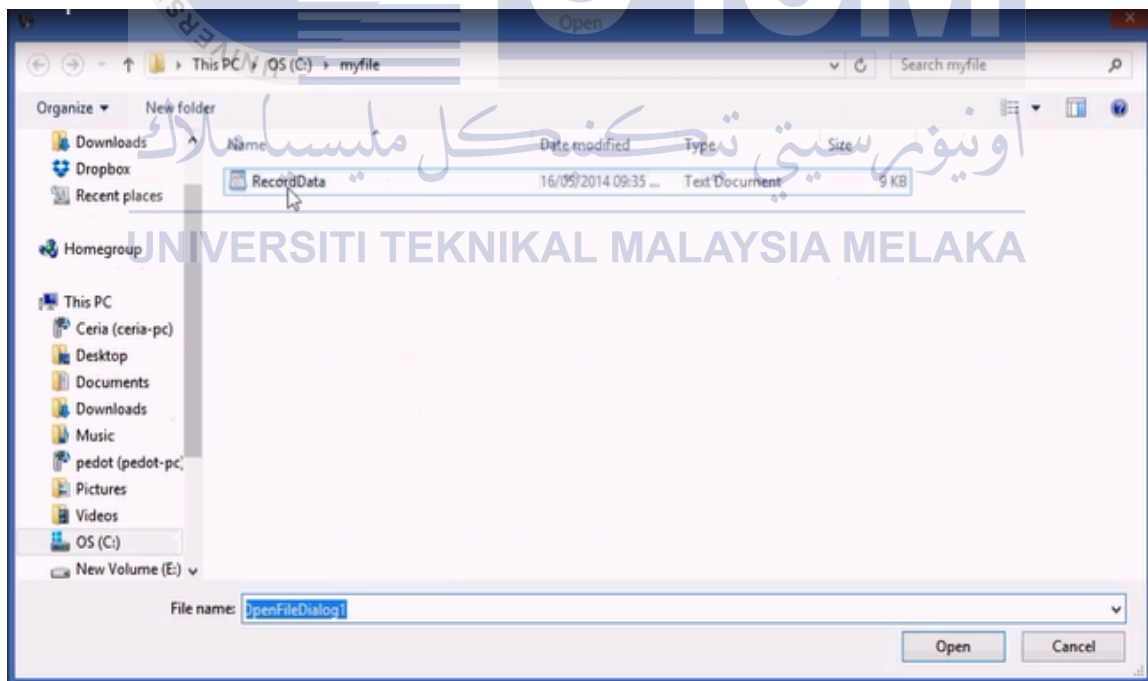 Open
This PC OS (C:) myfile
Search myfile
Organize New folder
Name Date modified Type Size
RecordData 16/05/2014 09:35 ... Text Document 9 KB
Downloads
Dropbox
Recent places
Homegroup
This PC
Ceria (ceria-pc)
Desktop
Documents
Downloads
Music
pedot (pedot-pc)
Pictures
Videos
OS (C:)
New Volume (E:)
File name: OpenFileDialog1
Open Cancel
اونيۏرسيتي تيكنيكل مليسيا ملاك
UNIVERSITI TEKNIKAL MALAYSIA MELAKA